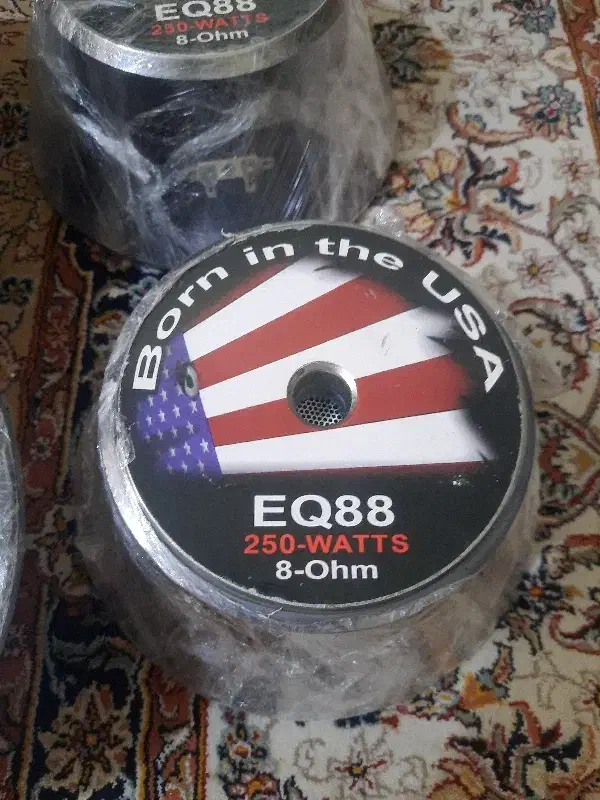 EQ88
250-WATTS
8-Ohm
Born in the USA
EQ88
250-WATTS
8-Ohm